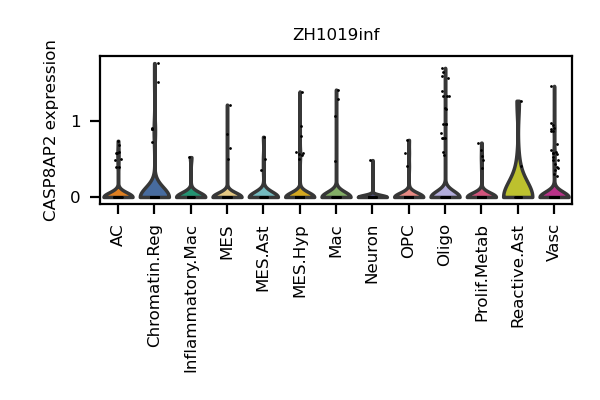 ZH1019inf
CASP8AP2 expression
1
0
AC
Chromatin.Reg
Inflammatory.Mac
MES
MES.Ast
MES.Hyp
Mac
Neuron
OPC
Oligo
Prolif.Metab
Reactive.Ast
Vasc